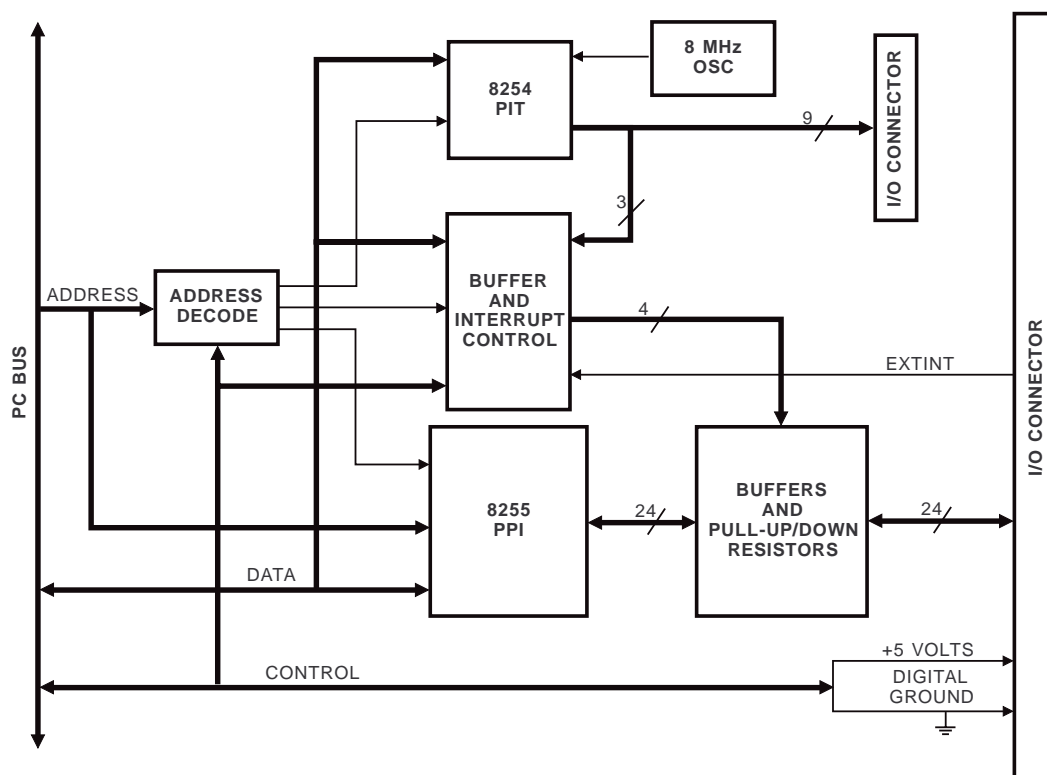 8 MHz
OSC
8254
PIT
9
I/O CONNECTOR
3
ADDRESS
ADDRESS
DECODE
BUFFER
AND
INTERRUPT
CONTROL
4
EXTINT
PC BUS
I/O CONNECTOR
8255
PPI
24
BUFFERS
AND
PULL-UP/DOWN
RESISTORS
24
DATA
+5 VOLTS
CONTROL
DIGITAL
GROUND